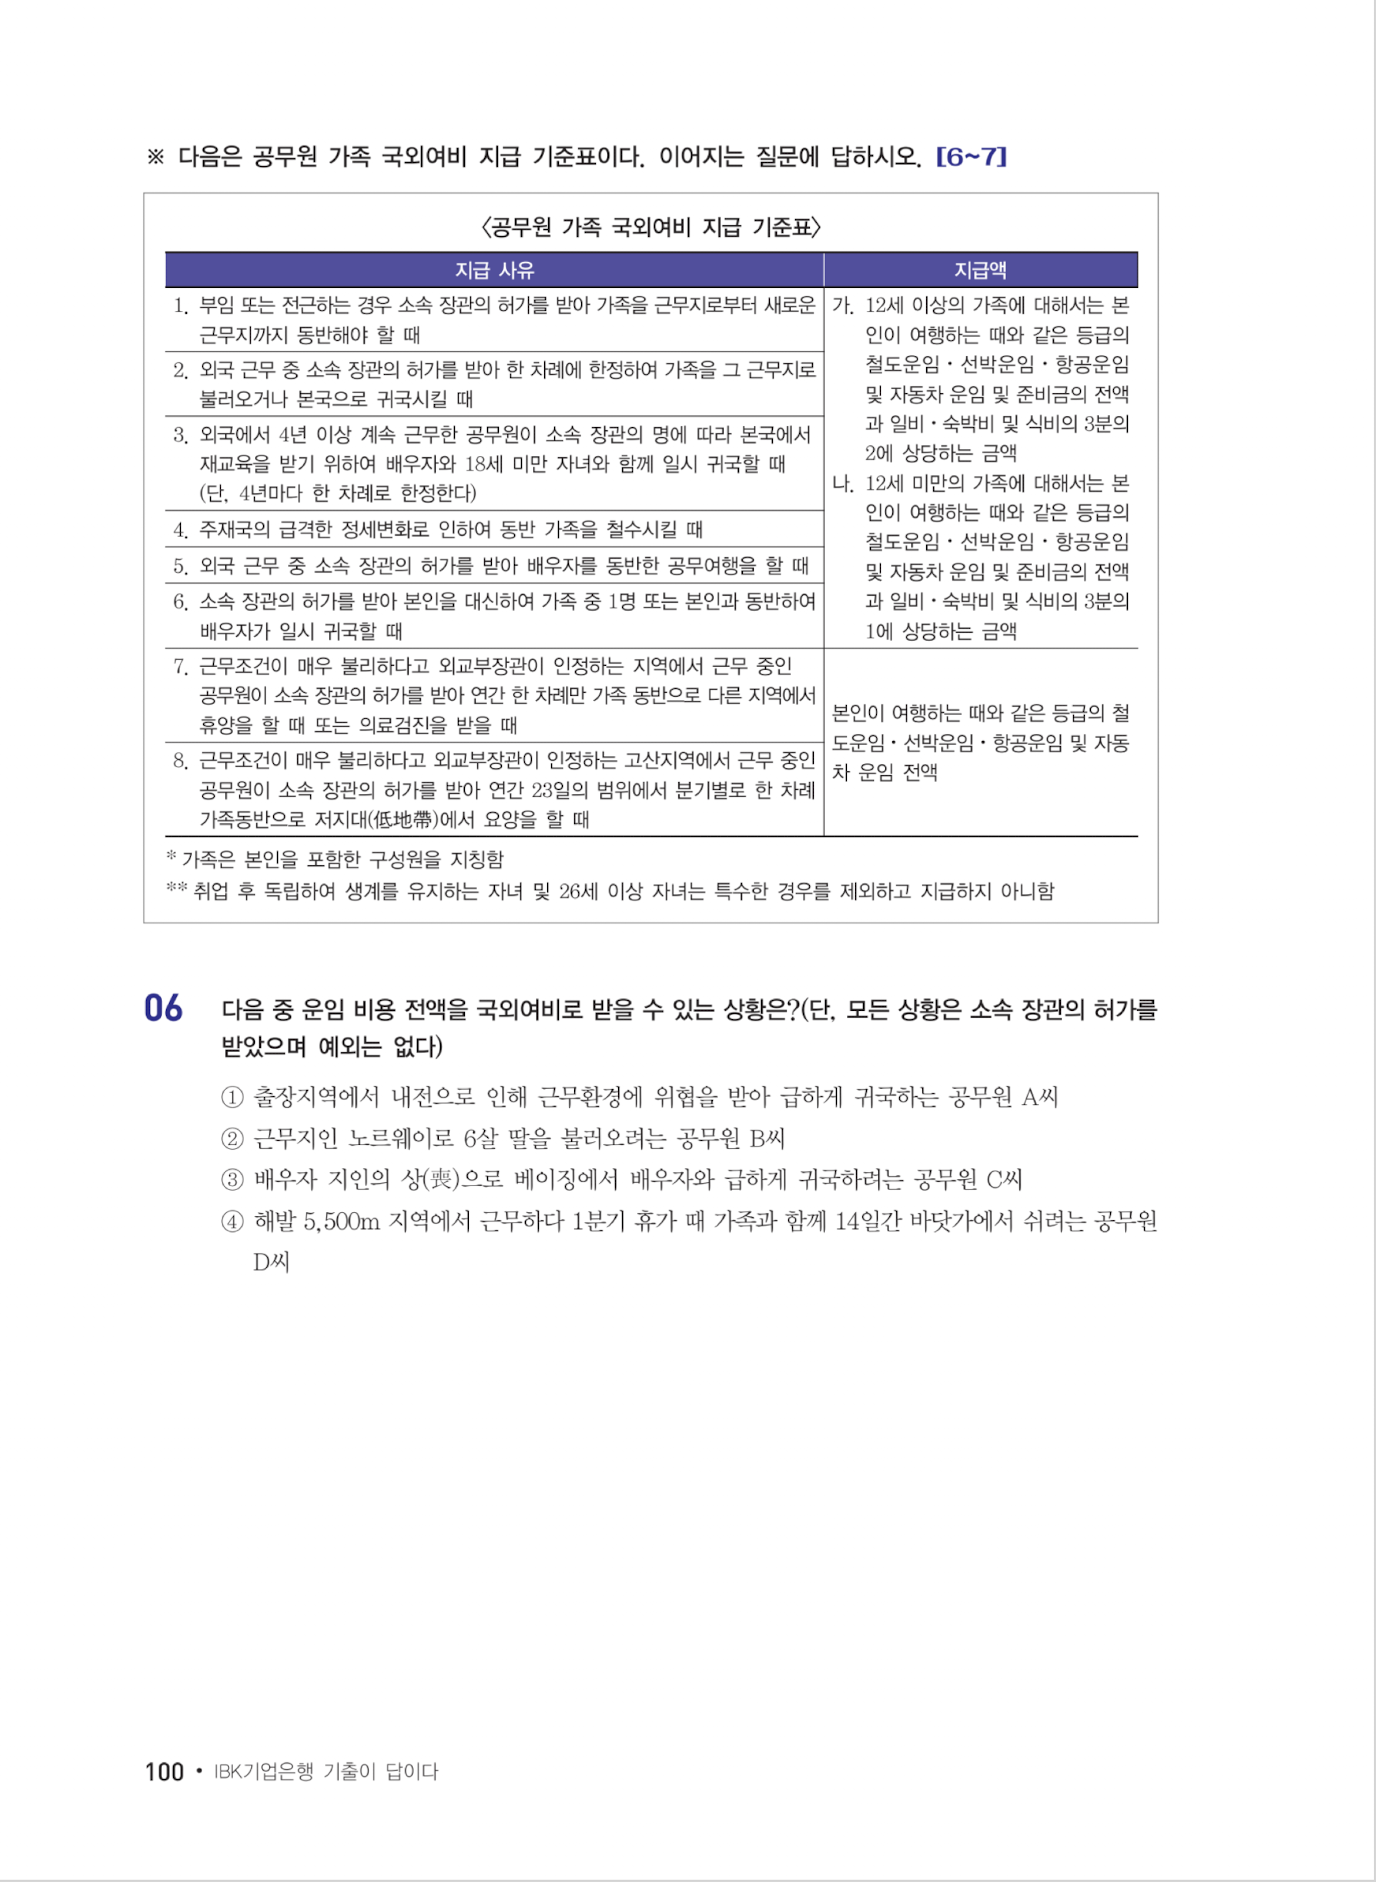 ※ 다음은 공무원 가족 국외여비 지급 기준표이다. 이어지는 질문에 답하시오. [6~7]
〈공무원 가족 국외여비 지급 기준표〉
지급 사유
지급액
1. 부임 또는 전근하는 경우 소속 장관의 허가를 받아 가족을 근무지로부터 새로운
근무지까지 동반해야 할 때
2. 외국 근무 중 소속 장관의 허가를 받아 한 차례에 한정하여 가족을 그 근무지로
불러오거나 본국으로 귀국시킬 때
3. 외국에서 4년 이상 계속 근무한 공무원이 소속 장관의 명에 따라 본국에서
재교육을 받기 위하여 배우자와 18세 미만 자녀와 함께 일시 귀국할 때
(단, 4년마다 한 차례로 한정한다)
4. 주재국의 급격한 정세변화로 인하여 동반 가족을 철수시킬 때
5. 외국 근무 중 소속 장관의 허가를 받아 배우자를 동반한 공무여행을 할 때
6. 소속 장관의 허가를 받아 본인을 대신하여 가족 중 1명 또는 본인과 동반하여
배우자가 일시 귀국할 때
가. 12세 이상의 가족에 대해서는 본
인이 여행하는 때와 같은 등급의
철도운임·선박운임·항공운임
및 자동차 운임 및 준비금의 전액
과 일비·숙박비 및 식비의 3분의
2에 상당하는 금액
나. 12세 미만의 가족에 대해서는 본
인이 여행하는 때와 같은 등급의
철도운임·선박운임·항공운임
및 자동차 운임 및 준비금의 전액
과 일비·숙박비 및 식비의 3분의
1에 상당하는 금액
7. 근무조건이 매우 불리하다고 외교부장관이 인정하는 지역에서 근무 중인
공무원이 소속 장관의 허가를 받아 연간 한 차례만 가족 동반으로 다른 지역에서
휴양을 할 때 또는 의료검진을 받을 때
8. 근무조건이 매우 불리하다고 외교부장관이 인정하는 고산지역에서 근무 중인
공무원이 소속 장관의 허가를 받아 연간 23일의 범위에서 분기별로 한 차례
가족동반으로 저지대(低地帶)에서 요양을 할 때
본인이 여행하는 때와 같은 등급의 철
도운임·선박운임·항공운임 및 자동
차 운임 전액
* 가족은 본인을 포함한 구성원을 지칭함
** 취업 후 독립하여 생계를 유지하는 자녀 및 26세 이상 자녀는 특수한 경우를 제외하고 지급하지 아니함
06 다음 중 운임 비용 전액을 국외여비로 받을 수 있는 상황은?(단, 모든 상황은 소속 장관의 허가를
받았으며 예외는 없다)
① 출장지역에서 내전으로 인해 근무환경에 위협을 받아 급하게 귀국하는 공무원 A씨
② 근무지인 노르웨이로 6살 딸을 불러오려는 공무원 B씨
③ 배우자 지인의 상(喪)으로 베이징에서 배우자와 급하게 귀국하려는 공무원 C씨
④ 해발 5,500m 지역에서 근무하다 1분기 휴가 때 가족과 함께 14일간 바닷가에서 쉬려는 공무원
D씨
100 • IBK기업은행 기출이 답이다